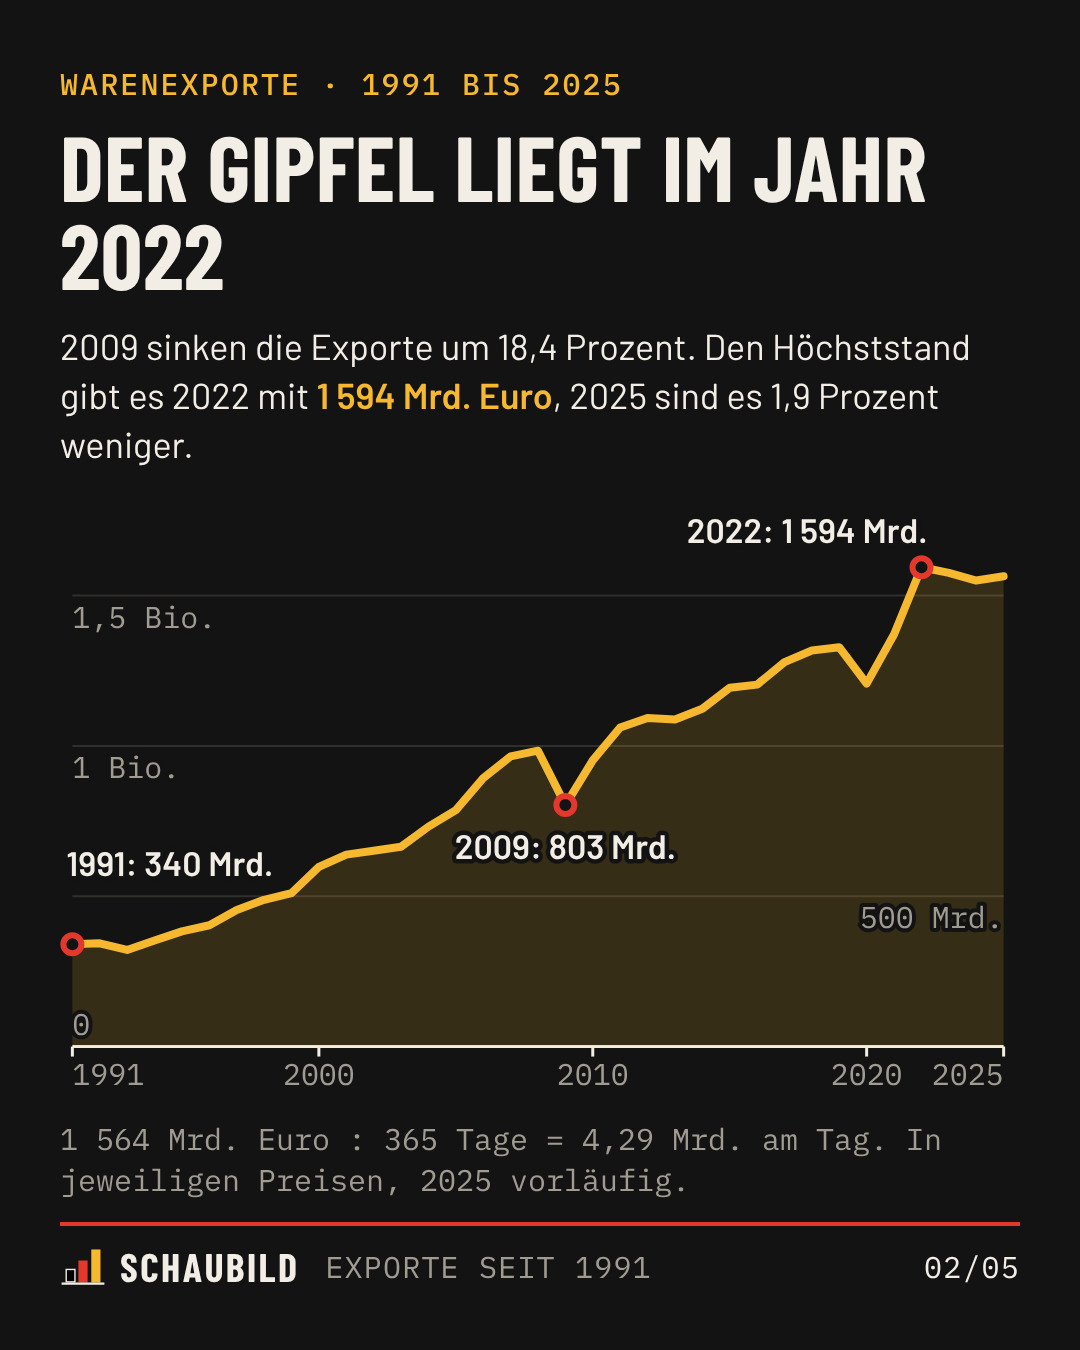 WARENEXPORTE · 1991 BIS 2025
DER GIPFEL LIEGT IM JAHR
2022
2009 sinken die Exporte um 18,4 Prozent. Den Höchststand
gibt es 2022 mit 1 594 Mrd. Euro, 2025 sind es 1,9 Prozent
weniger.
2022: 1 594 Mrd.
1,5 Bio.
1 Bio.
2009: 803 Mrd.
1991: 340 Mrd.
500 Mrd.
0
1991 2000 2010 2020 2025
1 564 Mrd. Euro : 365 Tage = 4,29 Mrd. am Tag. In
jeweiligen Preisen, 2025 vorläufig.
SCHAUBILD EXPORTE SEIT 1991 02/05